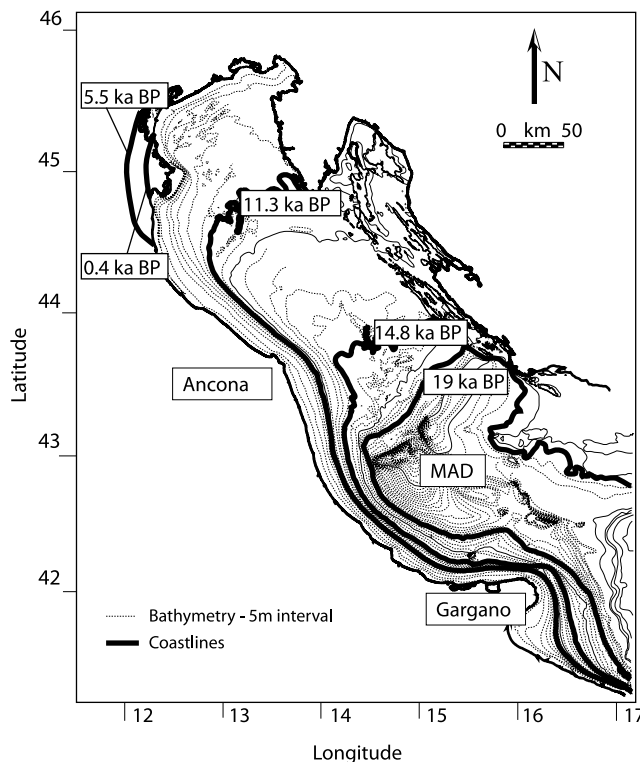 46
5.5 ka BP
N
0 km 50
45
11.3 ka BP
0.4 ka BP
44
14.8 ka BP
Latitude
Ancona
19 ka BP
43
MAD
42
Gargano
Bathymetry - 5m interval
Coastlines
12 13 14 15 16 17
Longitude